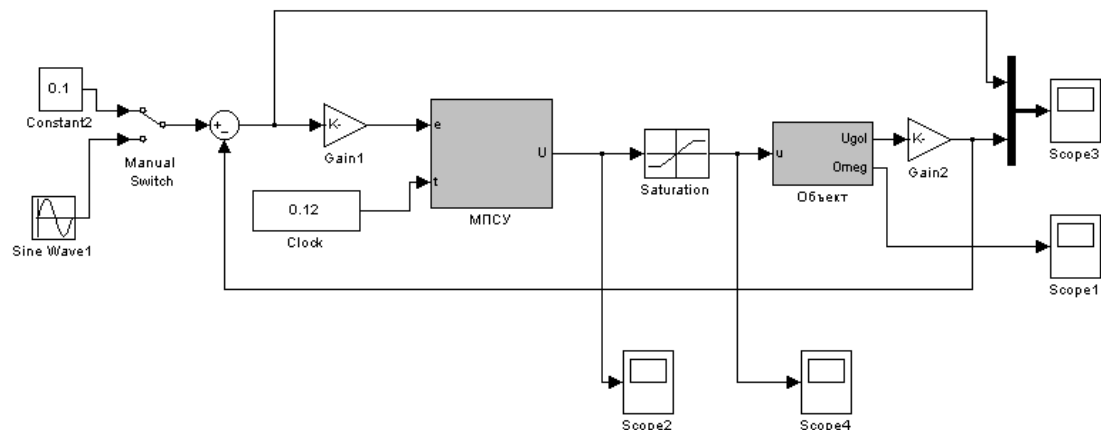 0.1
Constant2
Manual
Switch
Sine Wave1
+
-
K-
Gain1
0.12
Clock
e
t
U
МПСУ
Saturation
u
Ugol
Omeg
Объект
K-
Gain2
Scope3
Scope1
Scope2
Scope4